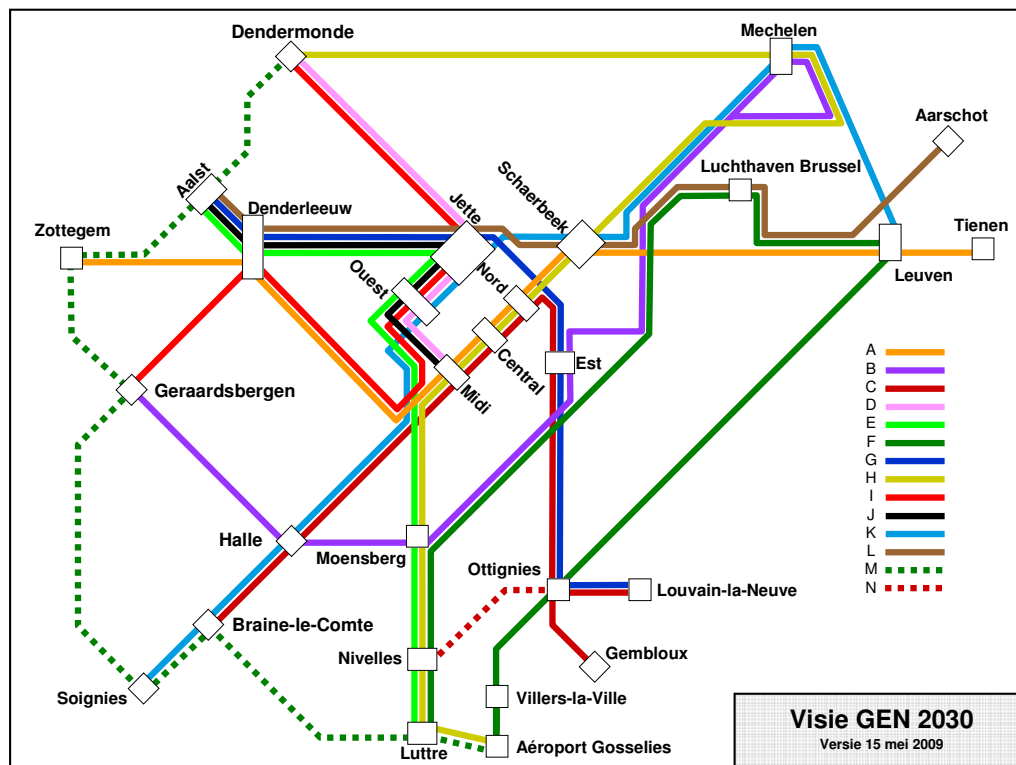 Dendermonde
Mechelen
Aarschot
Luchthaven Brussel
Schaerbeek
Aalst
Denderleeuw
Jette
Zottegem
Tienen
Leuven
Ouest
Nord
Central
Est
Midi
Geraardsbergen
A
B
C
D
E
F
G
H
I
J
K
L
M
N
Halle
Moensberg
Ottignies
Louvain-la-Neuve
Braine-le-Comte
Nivelles
Gembloux
Soignies
Villers-la-Ville
Luttre
Aéroport Gosselies
Visie GEN 2030
Versie 15 mei 2009